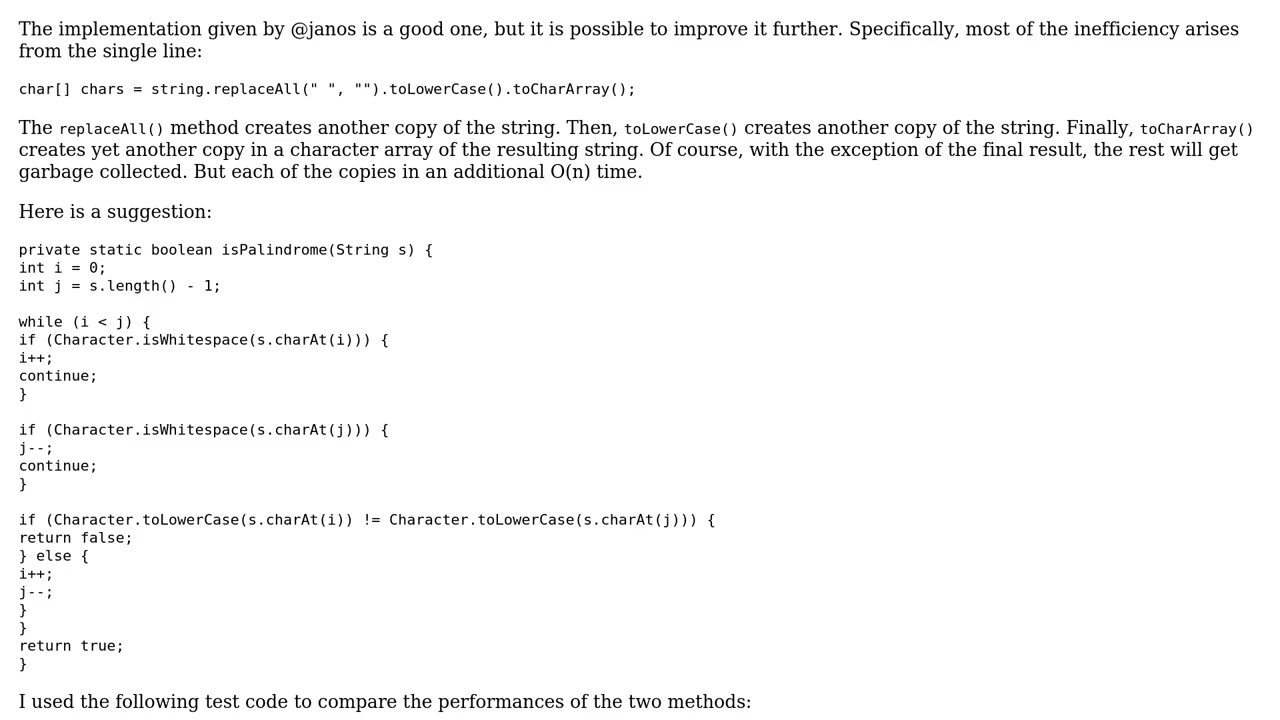 The implementation given by @janos is a good one, but it is possible to improve it further. Specifically, most of the inefficiency arises
from the single line:
char[] chars = string.replaceAll(" ", "").toLowerCase().toCharArray();
The replaceAll() method creates another copy of the string. Then, toLowerCase() creates another copy of the string. Finally, toCharArray()
creates yet another copy in a character array of the resulting string. Of course, with the exception of the final result, the rest will get
garbage collected. But each of the copies in an additional O(n) time.
Here is a suggestion:
private static boolean isPalindrome(String s) {
int i = 0;
int j = s.length() - 1;
while (i < j) {
if (Character.isWhitespace(s.charAt(i))) {
i++;
continue;
}
if (Character.isWhitespace(s.charAt(j))) {
j--;
continue;
}
if (Character.toLowerCase(s.charAt(i)) != Character.toLowerCase(s.charAt(j))) {
return false;
} else {
i++;
j--;
}
}
return true;
}
I used the following test code to compare the performances of the two methods: